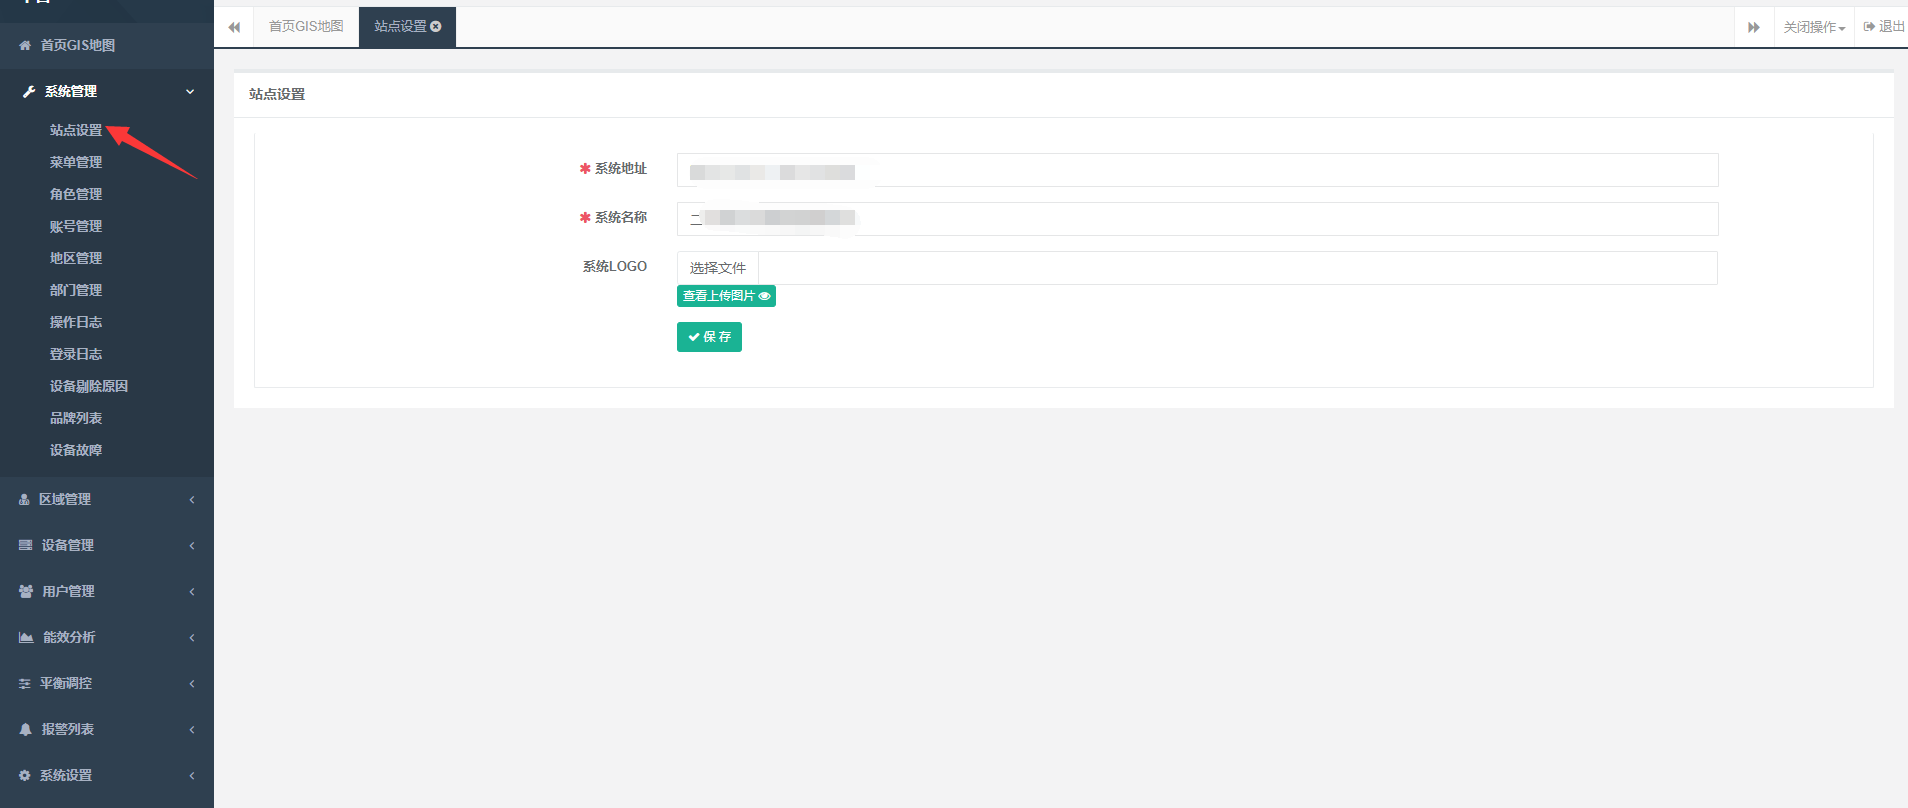 首页GIS地图
系统管理
站点设置
菜单管理
角色管理
账号管理
地区管理
部门管理
操作日志
登录日志
设备剔除原因
品牌列表
设备故障
区域管理
设备管理
用户管理
能效分析
平衡调控
报警列表
系统设置
首页GIS地图 站点设置 关闭操作 退出
站点设置
✱ 系统地址
✱ 系统名称 二
系统LOGO 选择文件
查看上传图片
保 存